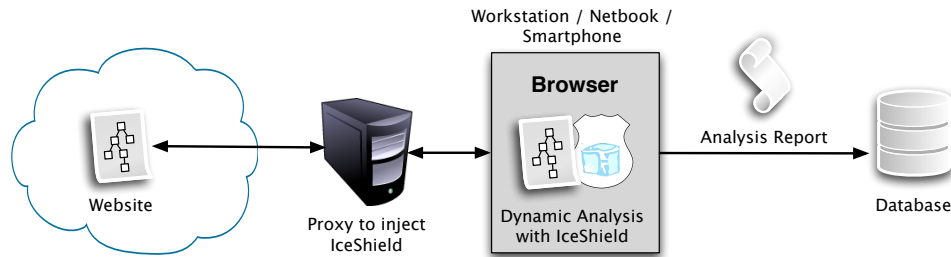 Workstation / Netbook /
Smartphone
Browser
Analysis Report
Website
Proxy to inject
IceShield
Dynamic Analysis
with IceShield
Database